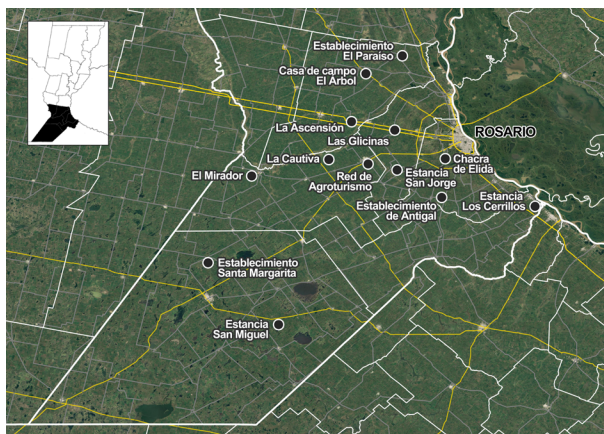 Establecimiento
El Paraiso
Casa de campo
El Arbol
La Ascensión
Las Glicinas
ROSARIO
La Cautiva
Chacra
de Elida
El Mirador
Red de
Agroturismo
Estancia
San Jorge
Establecimiento
de Antigal
Estancia
Los Cerrillos
Establecimiento
Santa Margarita
Estancia
San Miguel